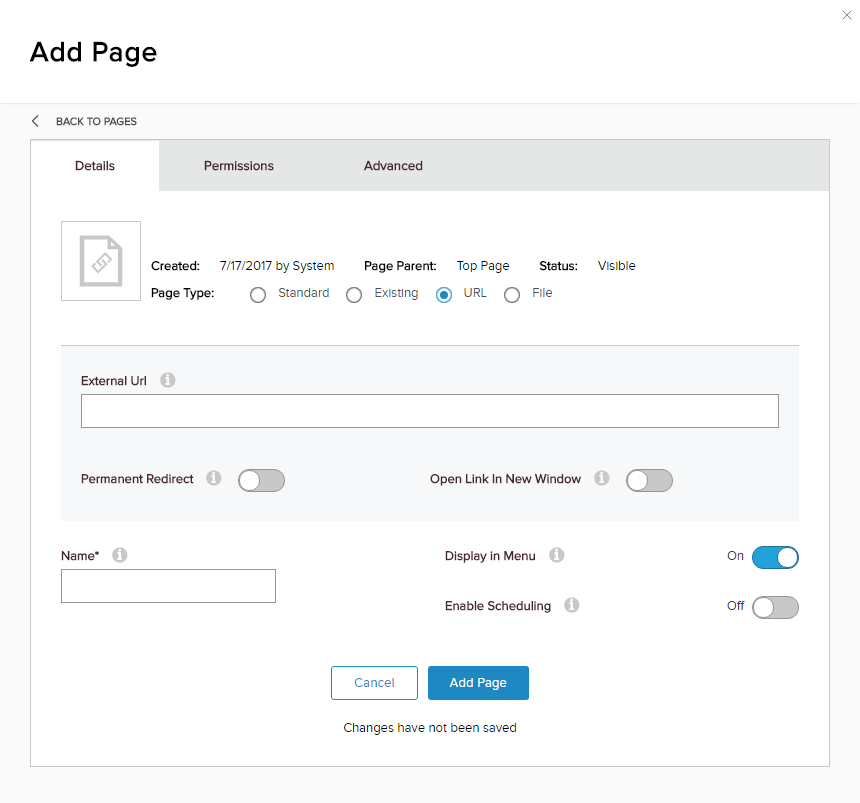 Add Page
BACK TO PAGES
Details Permissions Advanced
Created: 7/17/2017 by System Page Parent: Top Page Status: Visible
Page Type: Standard Existing URL File
External Url
Permanent Redirect Open Link In New Window
Name* Display in Menu On
Enable Scheduling Off
Cancel Add Page
Changes have not been saved